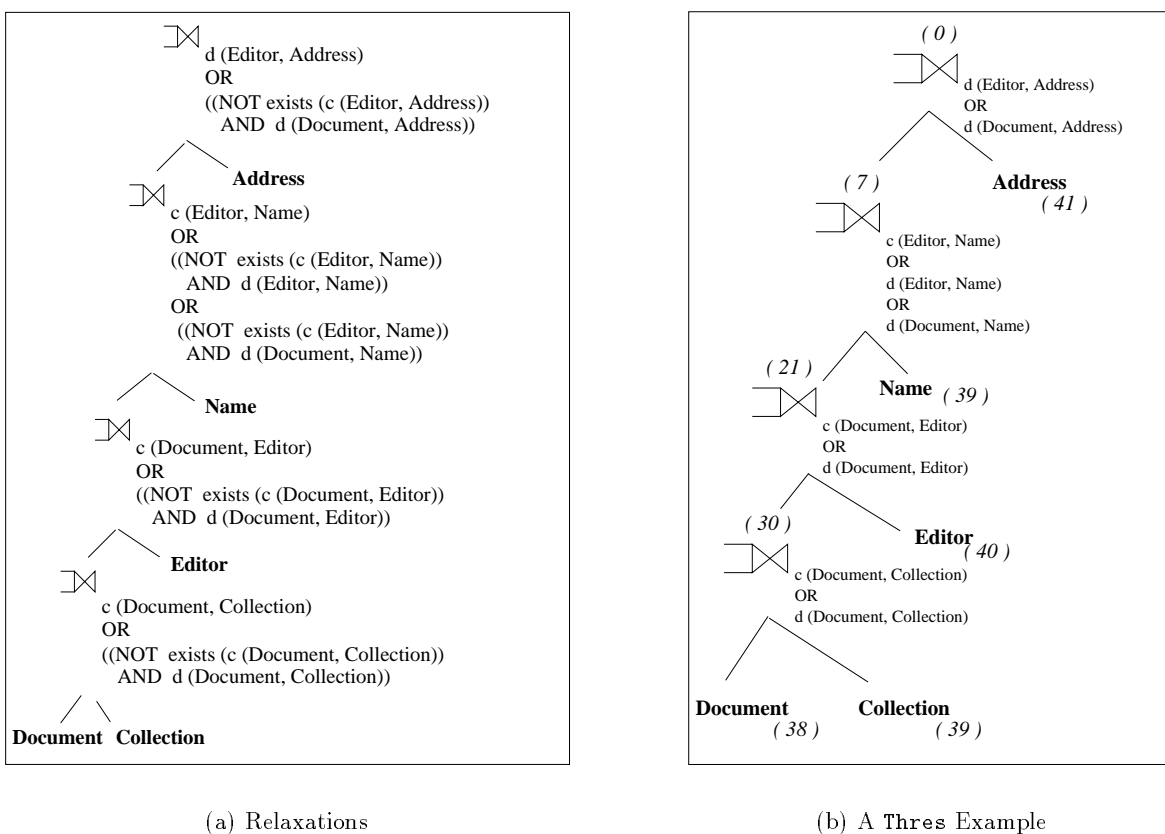 d (Editor, Address)
OR
((NOT exists (c (Editor, Address))
AND d (Document, Address))
Address
c (Editor, Name)
OR
((NOT exists (c (Editor, Name))
AND d (Editor, Name))
OR
((NOT exists (c (Editor, Name))
AND d (Document, Name))
Name
c (Document, Editor)
OR
((NOT exists (c (Document, Editor))
AND d (Document, Editor))
Editor
c (Document, Collection)
OR
((NOT exists (c (Document, Collection))
AND d (Document, Collection))
Document Collection
(a) Relaxations
( 0 )
d (Editor, Address)
OR
d (Document, Address)
( 7 )
Address
( 41 )
c (Editor, Name)
OR
d (Editor, Name)
OR
d (Document, Name)
( 21 )
Name ( 39 )
c (Document, Editor)
OR
d (Document, Editor)
( 30 )
Editor
( 40 )
c (Document, Collection)
OR
d (Document, Collection)
Document Collection
( 38 ) ( 39 )
(b) A Thres Example